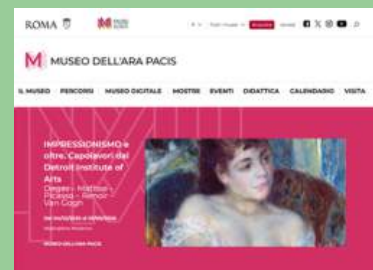 ROMA
MUSEO DELL'ARA PACIS
IL MUSEO PERCORSI MUSEO DIGITALE MOSTRE EVENTI DIDATTICA CALENDARIO VISITA
IMPRESSIONISMO e
oltre. Capolavori dal
Detroit Institute of
Arts
Degas - Matisse -
Picasso - Renoir -
Van Gogh
MUSEO DELL'ARA PACIS